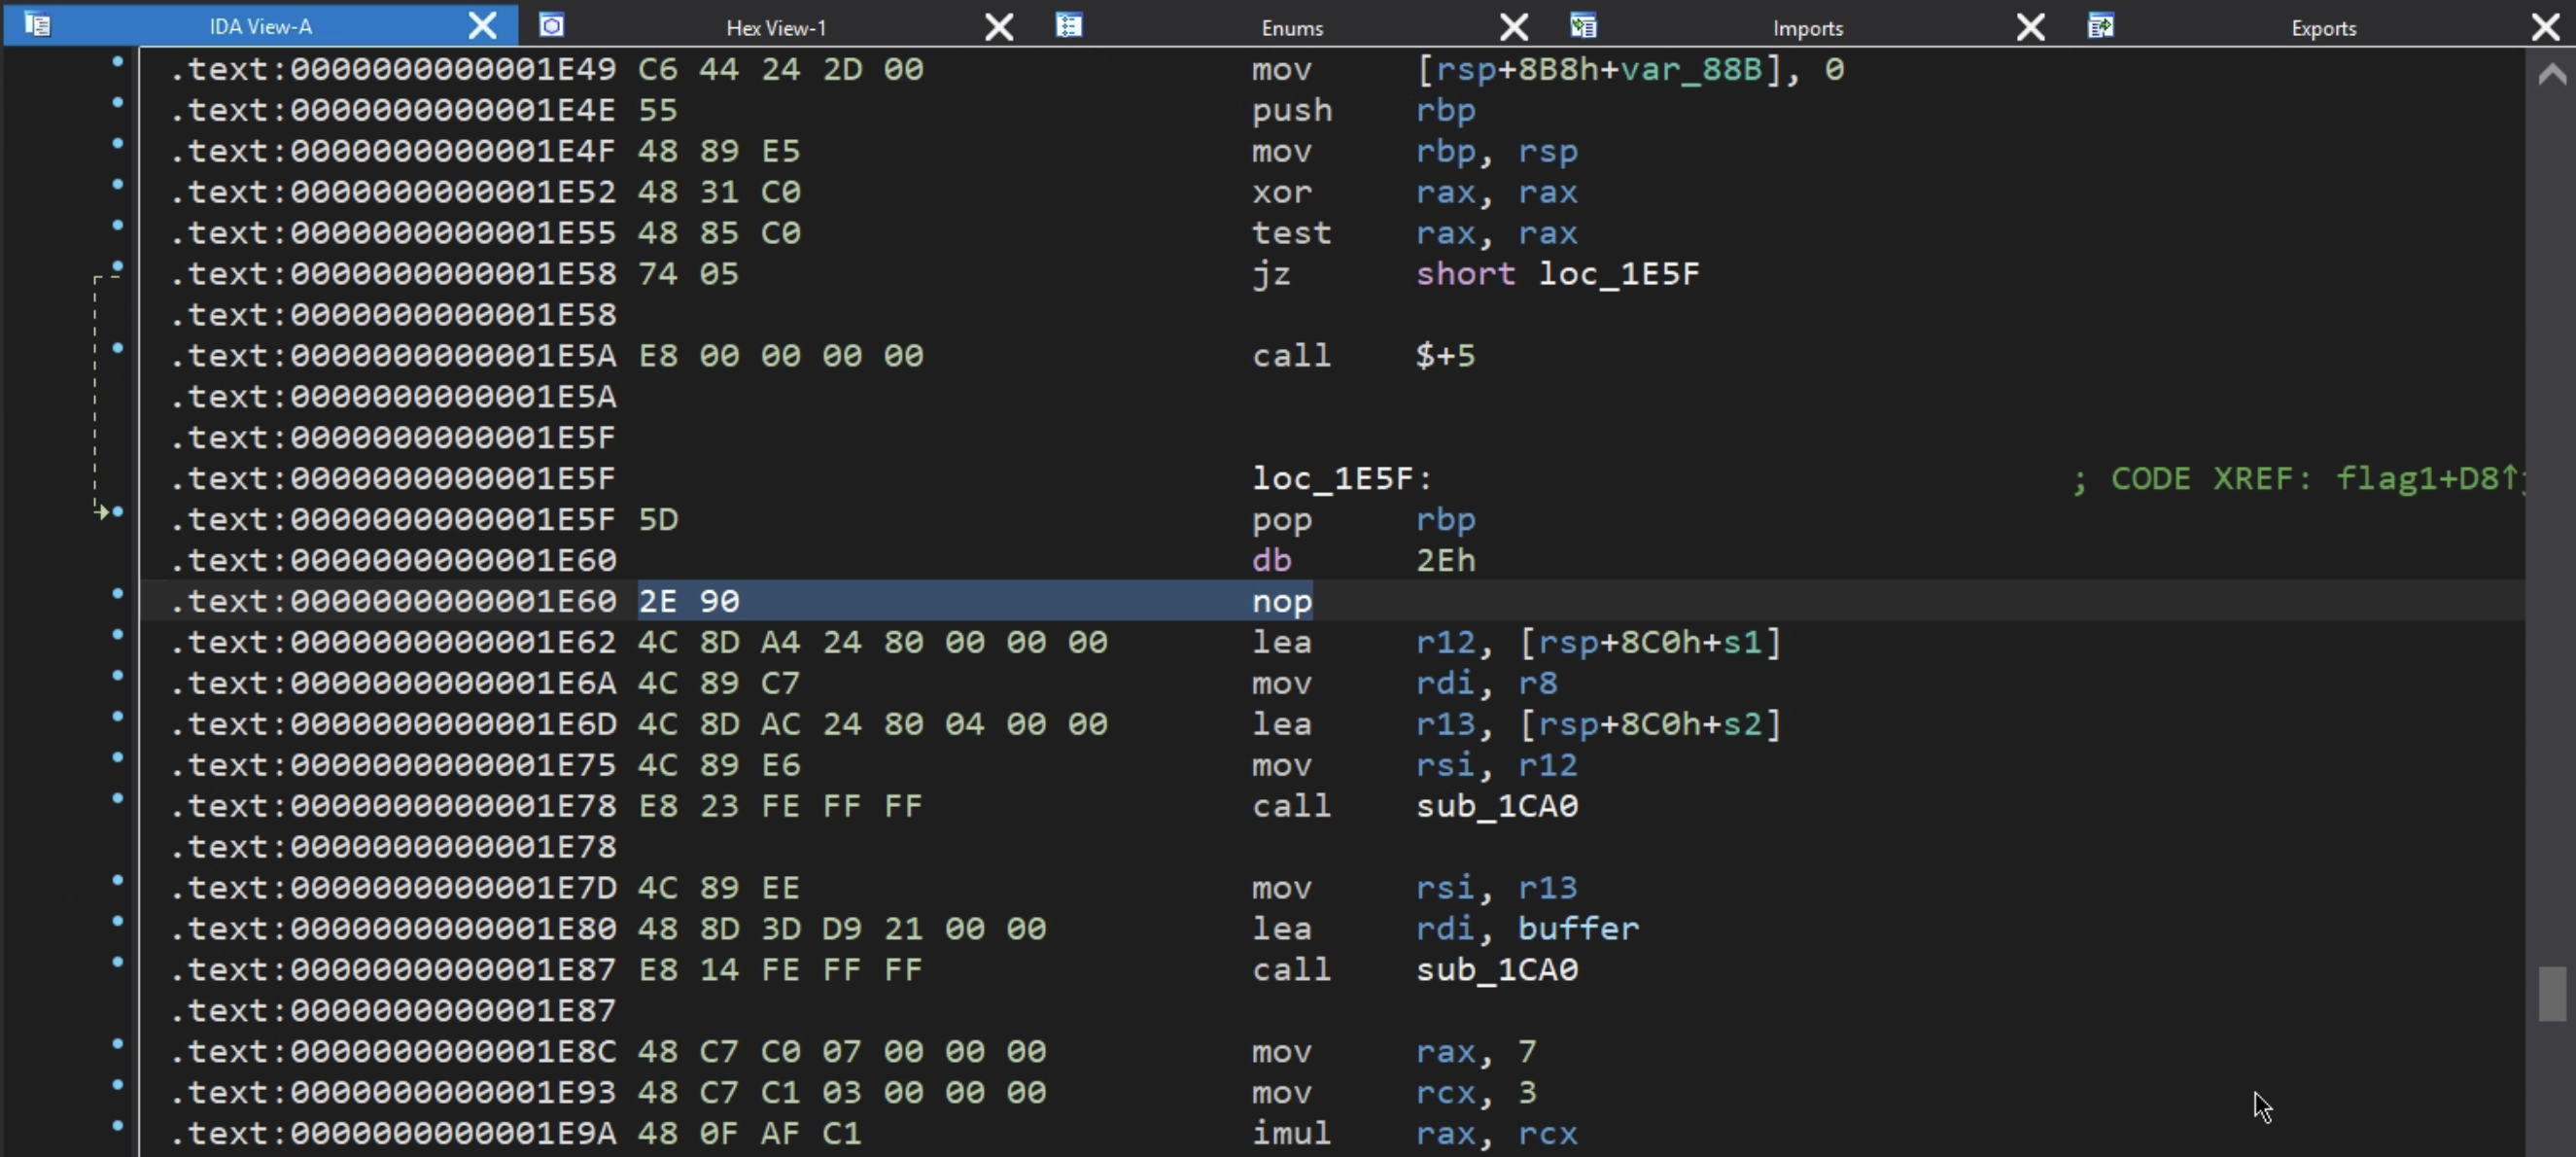 IDA View-A Hex View-1 Enums Imports Exports
.text:0000000000001E49 C6 44 24 2D 00 mov [rsp+8B8h+var_88B], 0
.text:0000000000001E4E 55 push rbp
.text:0000000000001E4F 48 89 E5 mov rbp, rsp
.text:0000000000001E52 48 31 C0 xor rax, rax
.text:0000000000001E55 48 85 C0 test rax, rax
.text:0000000000001E58 74 05 jz short loc_1E5F
.text:0000000000001E58
.text:0000000000001E5A E8 00 00 00 00 call $+5
.text:0000000000001E5A
.text:0000000000001E5F
.text:0000000000001E5F loc_1E5F: ; CODE XREF: flag1+D8↑j
.text:0000000000001E5F 5D pop rbp
.text:0000000000001E60 db 2Eh
.text:0000000000001E60 2E 90 nop
.text:0000000000001E62 4C 8D A4 24 80 00 00 00 lea r12, [rsp+8C0h+s1]
.text:0000000000001E6A 4C 89 C7 mov rdi, r8
.text:0000000000001E6D 4C 8D AC 24 80 04 00 00 lea r13, [rsp+8C0h+s2]
.text:0000000000001E75 4C 89 E6 mov rsi, r12
.text:0000000000001E78 E8 23 FE FF FF call sub_1CA0
.text:0000000000001E78
.text:0000000000001E7D 4C 89 EE mov rsi, r13
.text:0000000000001E80 48 8D 3D D9 21 00 00 lea rdi, buffer
.text:0000000000001E87 E8 14 FE FF FF call sub_1CA0
.text:0000000000001E87
.text:0000000000001E8C 48 C7 C0 07 00 00 00 mov rax, 7
.text:0000000000001E93 48 C7 C1 03 00 00 00 mov rcx, 3
.text:0000000000001E9A 48 0F AF C1 imul rax, rcx